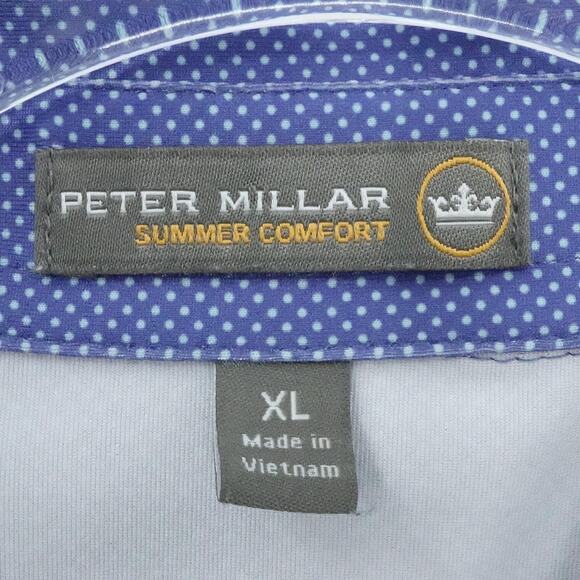 PETER MILLAR
SUMMER COMFORT
XL
Made in
Vietnam